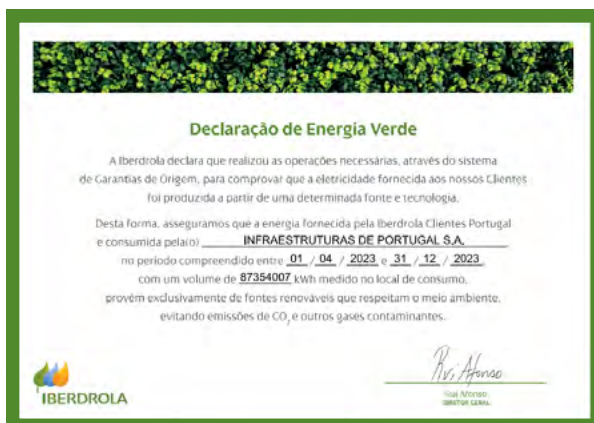 Declaração de Energia Verde
A Iberdrola declara que realizou as operações necessárias, através do sistema
de Garantias de Origem, para comprovar que a eletricidade fornecida aos nossos Clientes
foi produzida a partir de uma determinada fonte e tecnologia.
Desta forma, asseguramos que a energia fornecida pela Iberdrola Clientes Portugal
e consumida pela(o) INFRAESTRUTURAS DE PORTUGAL S.A.
no período compreendido entre 01 / 04 / 2023 e 31 / 12 / 2023
com um volume de 87354007 kWh medido no local de consumo,
provém exclusivamente de fontes renováveis que respeitam o meio ambiente,
evitando emissões de CO₂ e outros gases contaminantes.
Rui Afonso
Rui Afonso
DIRETOR GERAL
IBERDROLA